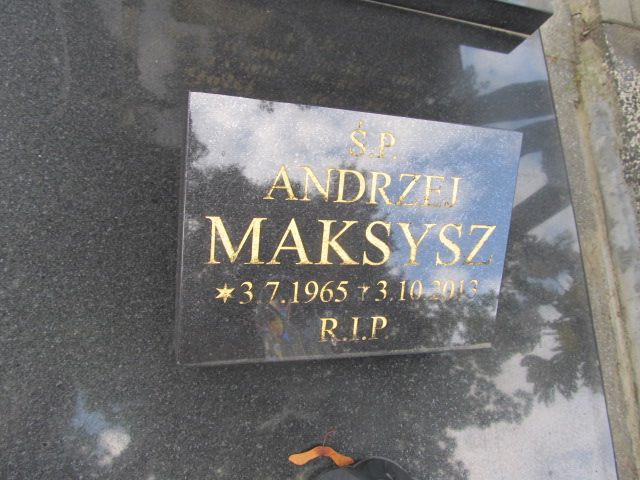 Ś.P.
ANDRZEJ
MAKSYSZ
✶3.7.1965 †3.10.2013
R.I.P